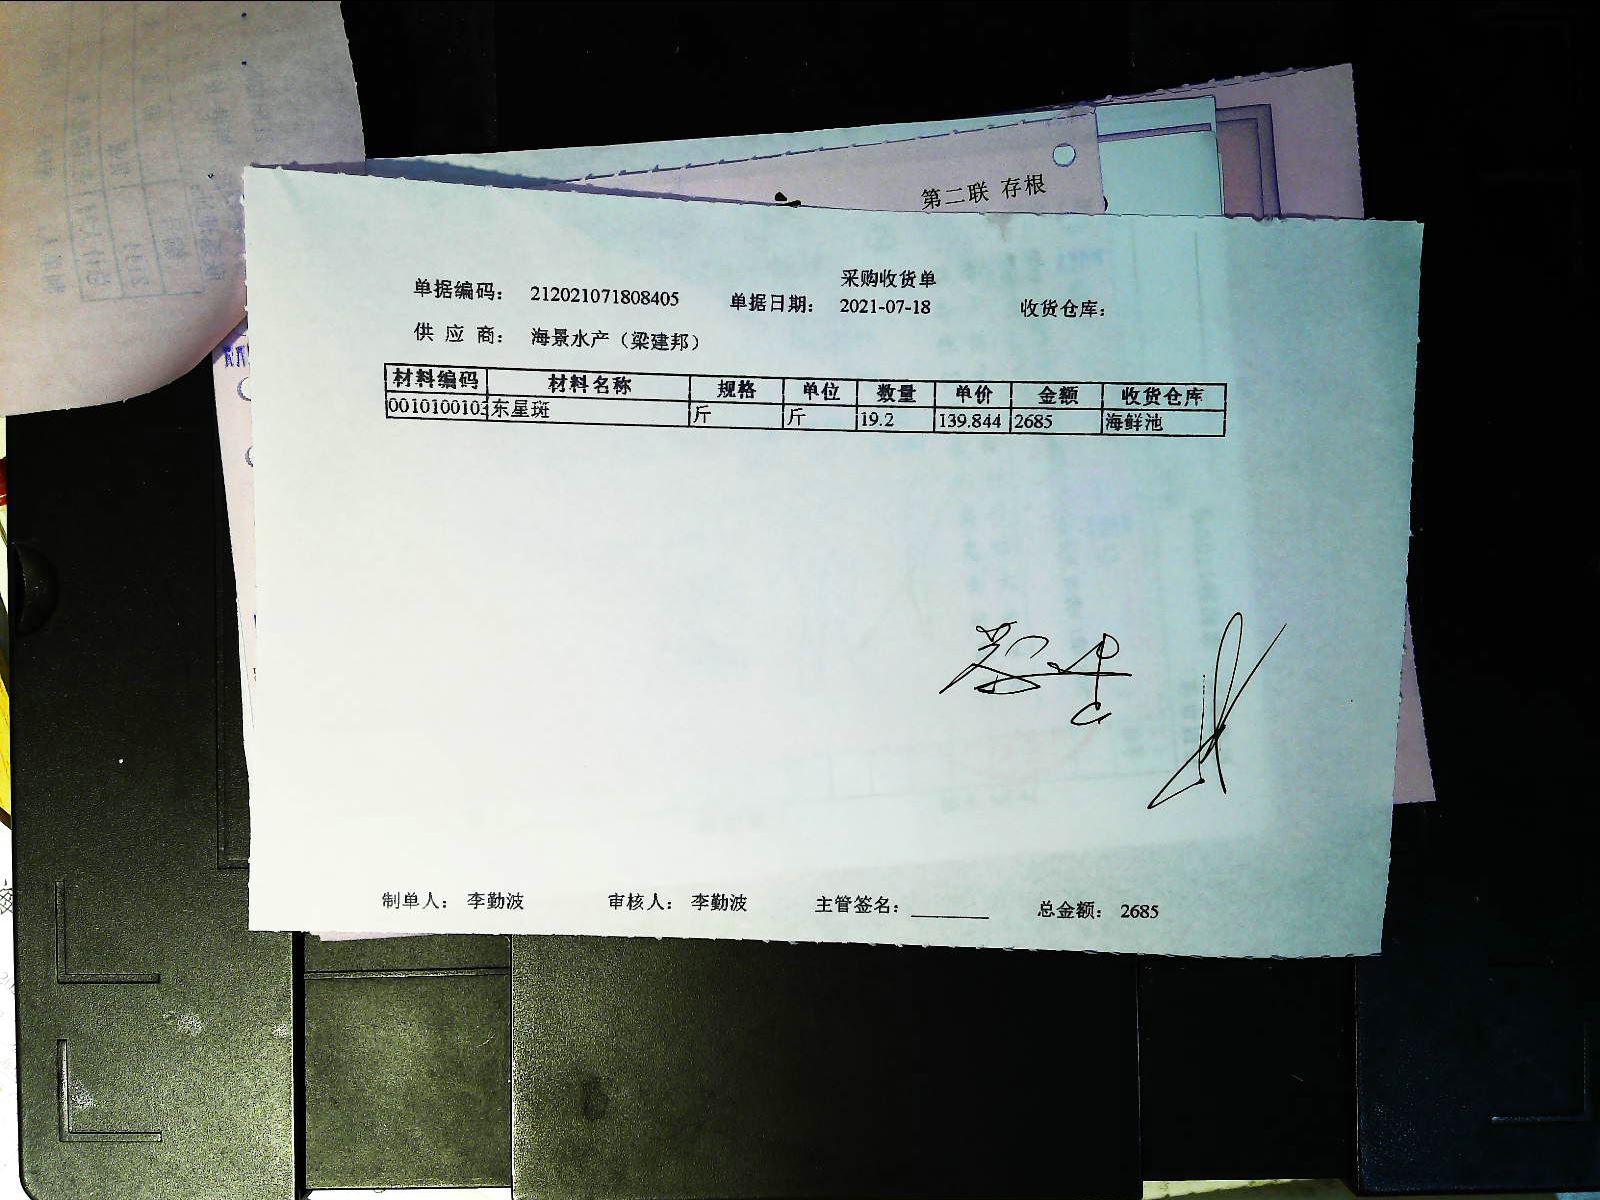 第二联 存根
采购收货单
单据编码： 212021071808405 单据日期： 2021-07-18 收货仓库：
供 应 商： 海景水产（梁建邦）
材料编码 材料名称 规格 单位 数量 单价 金额 收货仓库
0010100103 东星斑 斤 斤 19.2 139.844 2685 海鲜池
制单人： 李勤波 审核人： 李勤波 主管签名： 总金额： 2685